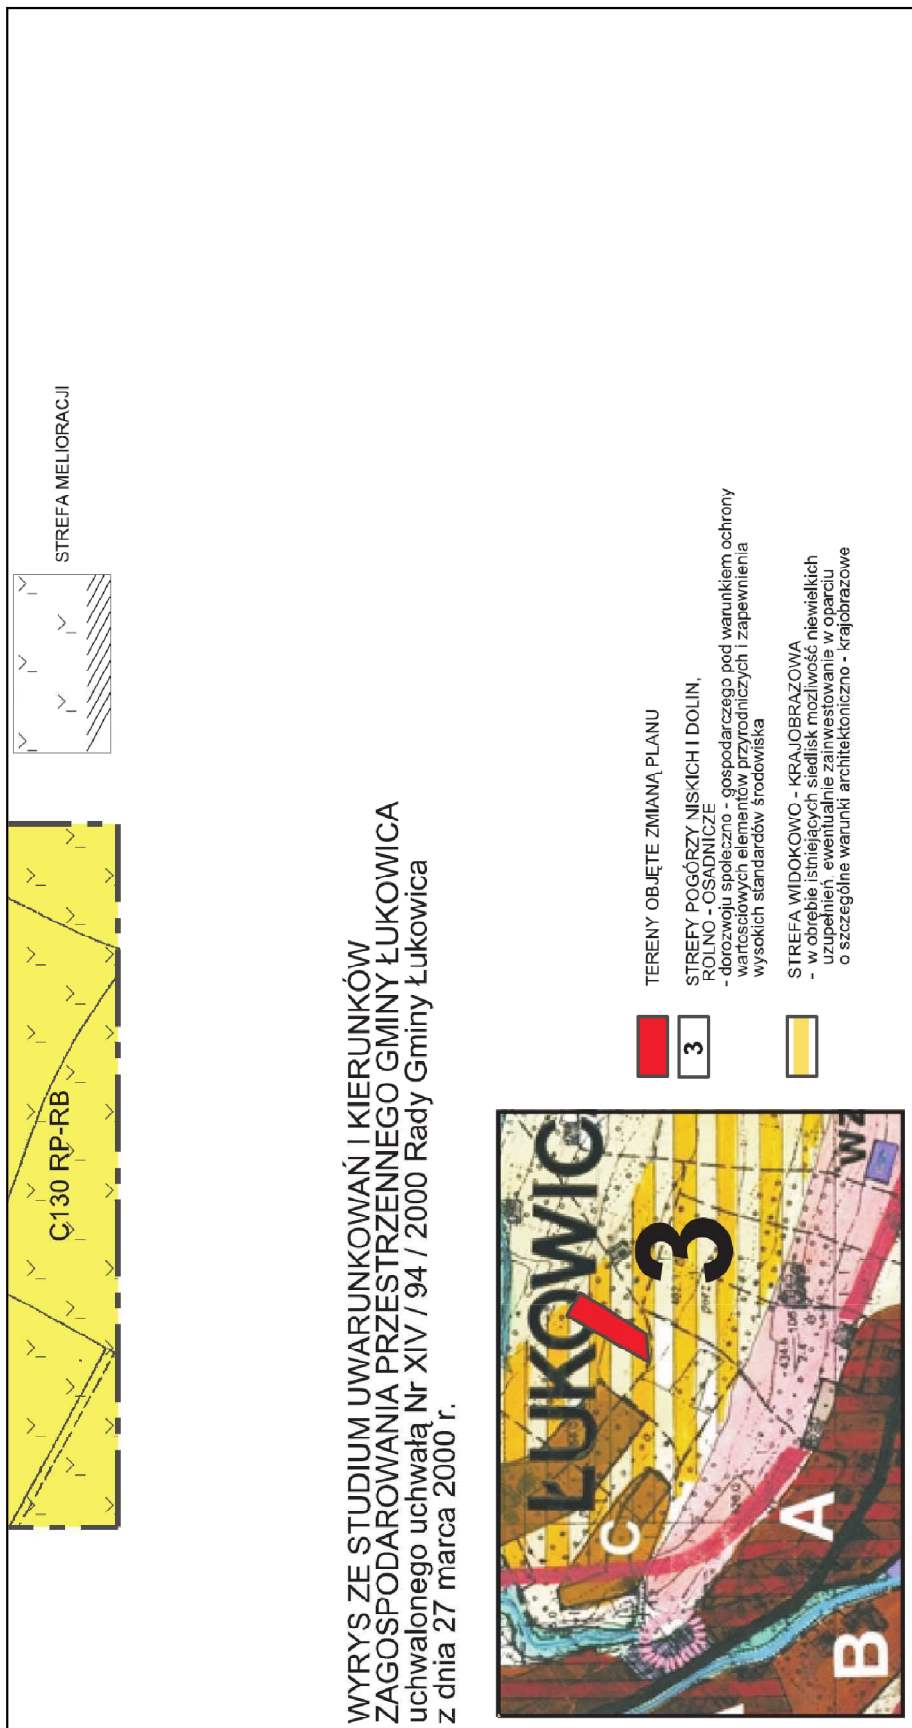 C130 RP-RB
STREFA MELIORACJI
WYRYS ZE STUDIUM UWARUNKOWAŃ I KIERUNKÓW
ZAGOSPODAROWANIA PRZESTRZENNEGO GMINY ŁUKOWICA
uchwalonego uchwałą Nr XIV / 94 / 2000 Rady Gminy Łukowica
z dnia 27 marca 2000 r.
ŁUKOWIC
3
C
A
B
TERENY OBJĘTE ZMIANĄ PLANU
3
STREFY POGÓRZY NISKICH I DOLIN,
ROLNO - OSADNICZE
- dorozwoju społeczno - gospodarczego pod warunkiem ochrony
wartościowych elementów przyrodniczych i zapewnienia
wysokich standardów środowiska
STREFA WIDOKOWO - KRAJOBRAZOWA
- w obrębie istniejących siedlisk możliwość niewielkich
uzupełnień, ewentualnie zainwestowanie w oparciu
o szczególne warunki architektoniczno - krajobrazowe